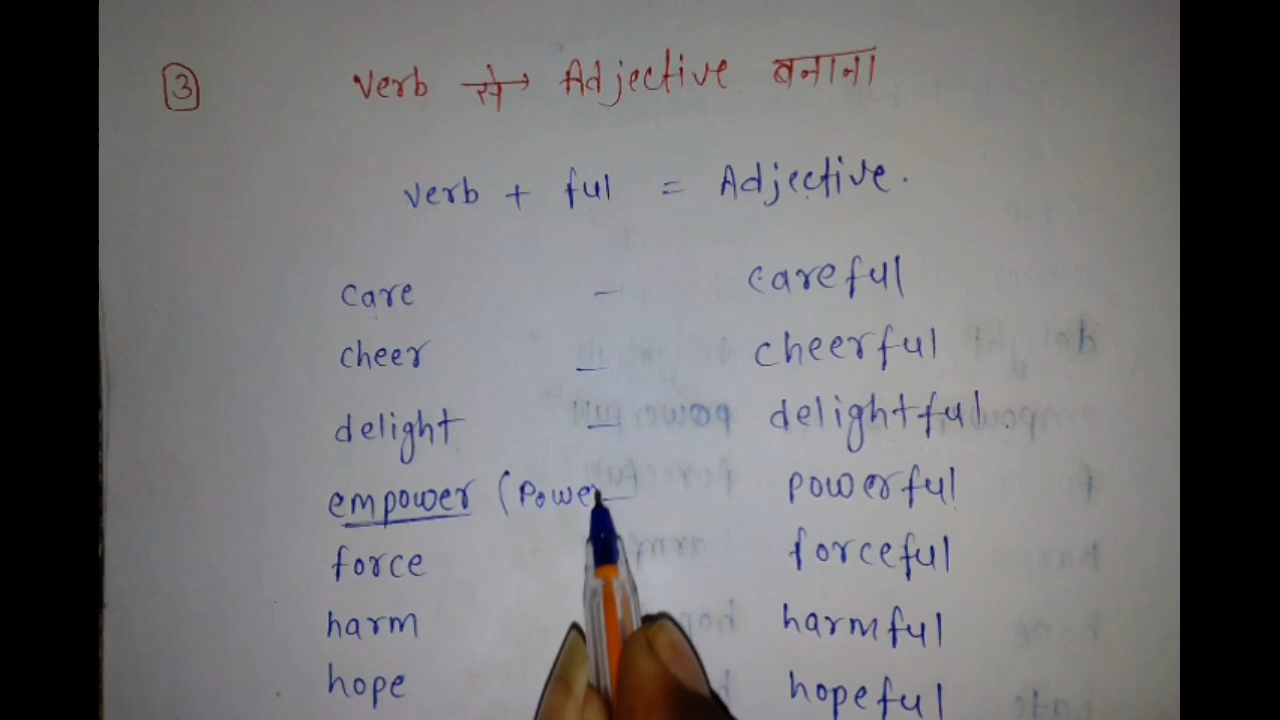 ③ Verb से → Adjective बनाना
Verb + ful = Adjective.
care – careful
cheer – cheerful
delight – delightful.
empower (Power – powerful
force forceful
harm harmful
hope hopeful